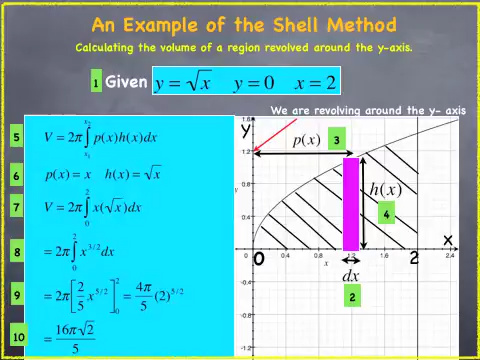 An Example of the Shell Method
Calculating the volume of a region revolved around the y-axis.
1 Given y = √x y = 0 x = 2
We are revolving around the y- axis
5 V = 2π ∫_{x₁}^{x₂} p(x)h(x)dx
6 p(x) = x h(x) = √x
7 V = 2π ∫_0^2 x(√x)dx
8 = 2π ∫_0^2 x^{3/2} dx
9 = 2π [2/5 x^{5/2}]_0^2 = 4π/5 (2)^{5/2}
10 = 16π√2/5
Y
1.6
p(x) 3
1.2
y
0.8
h(x)
4
0.4
X
0 0.4 0.8 1.2 1.6 2 2.4
x
dx
2
-0.4
-0.8
-1.2